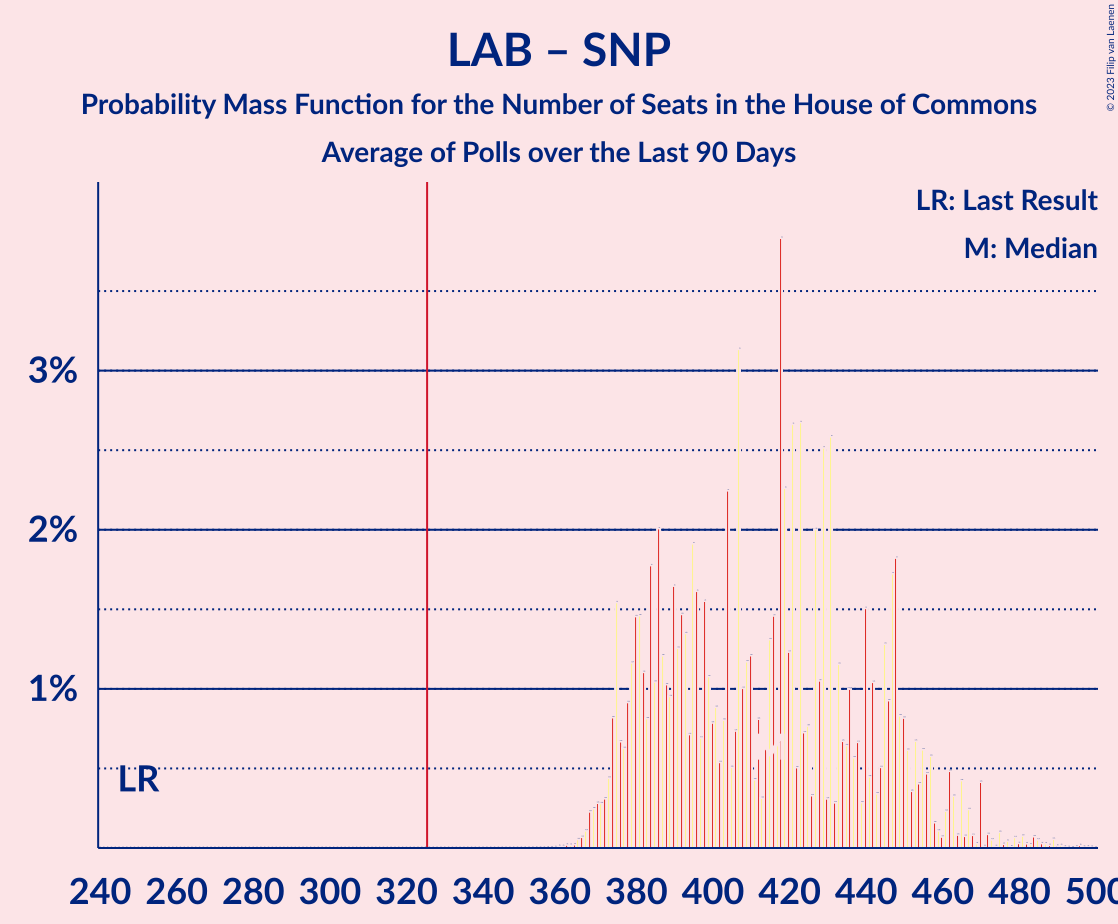 LAB – SNP
Probability Mass Function for the Number of Seats in the House of Commons
Average of Polls over the Last 90 Days
© 2023 Filip van Laenen
LR: Last Result
M: Median
3%
2%
1%
LR
240 260 280 300 320 340 360 380 400 420 440 460 480 500